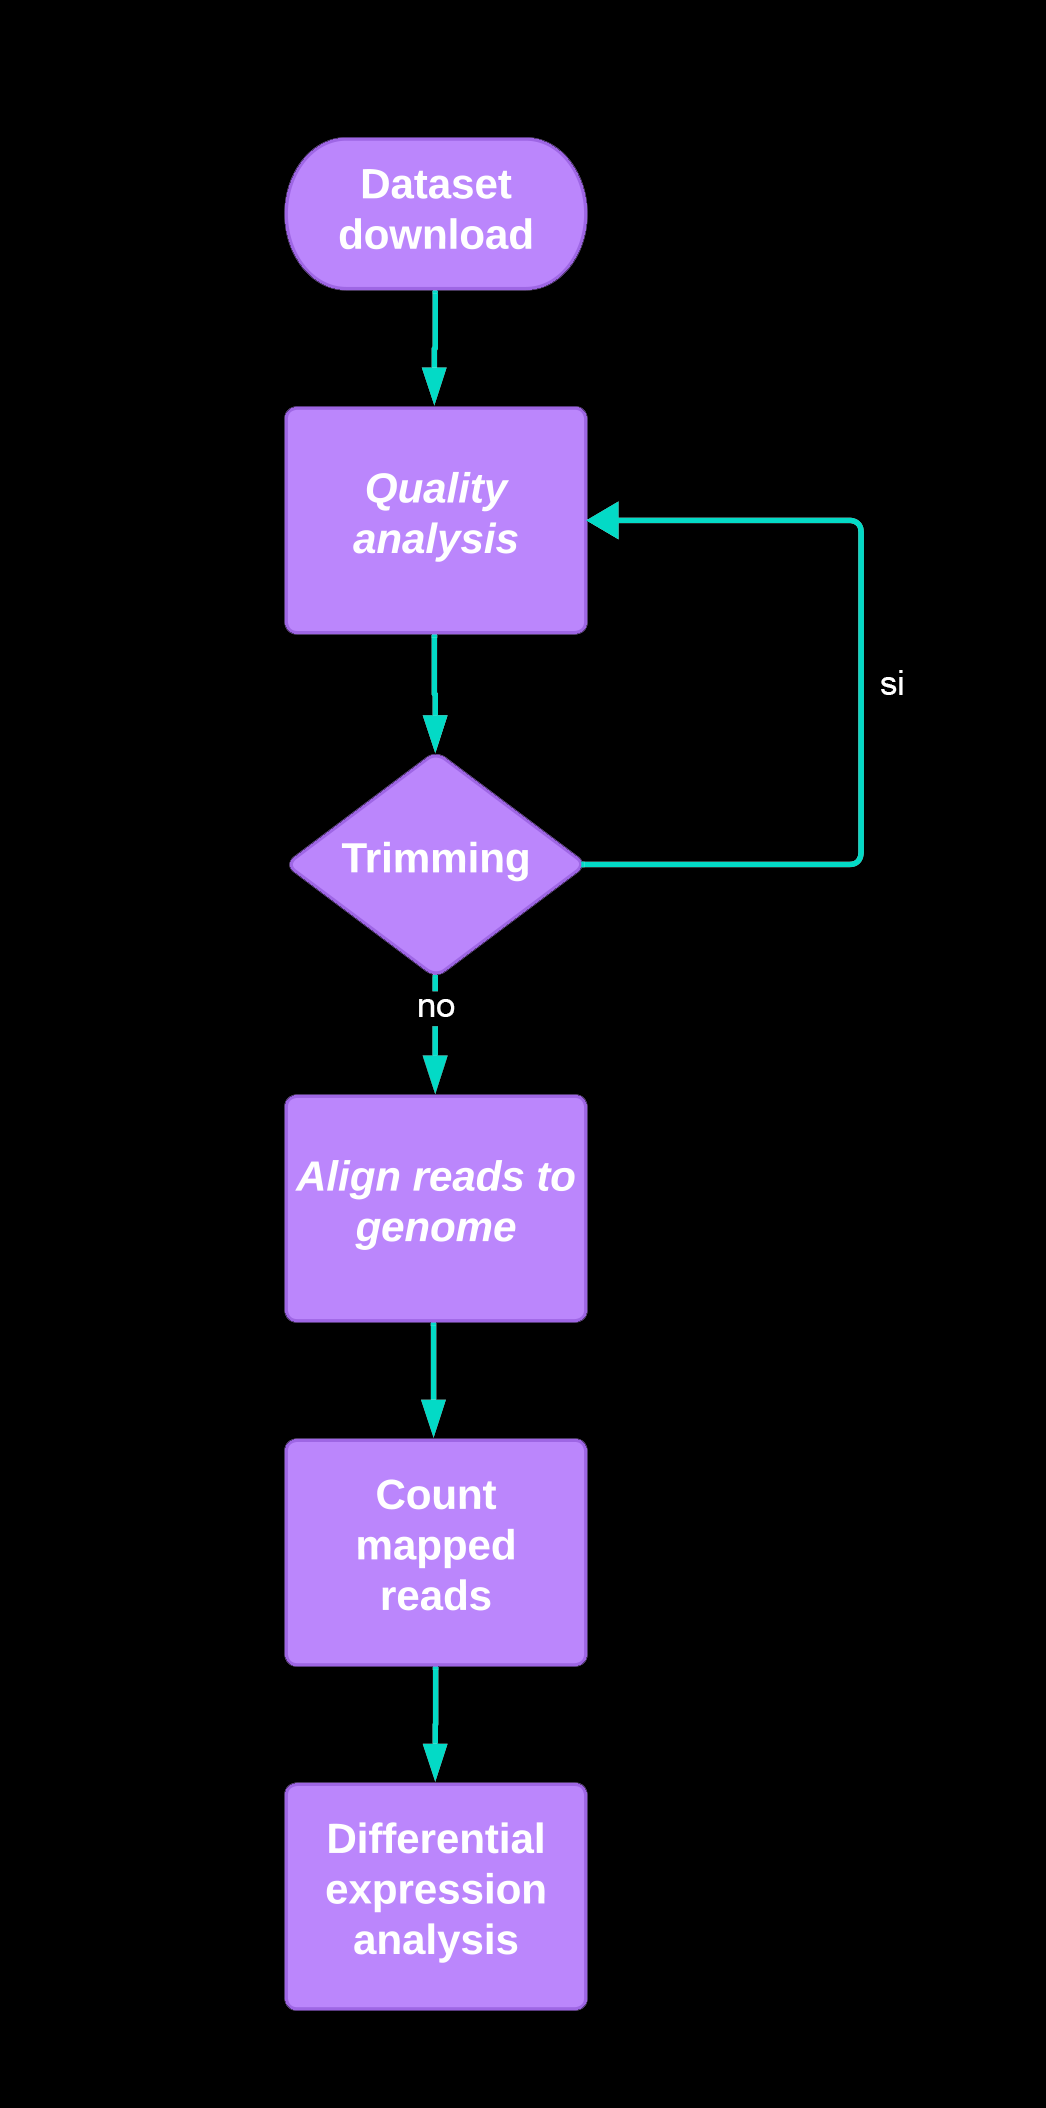 Dataset
download
Quality
analysis
si
Trimming
no
Align reads to
genome
Count
mapped
reads
Differential
expression
analysis